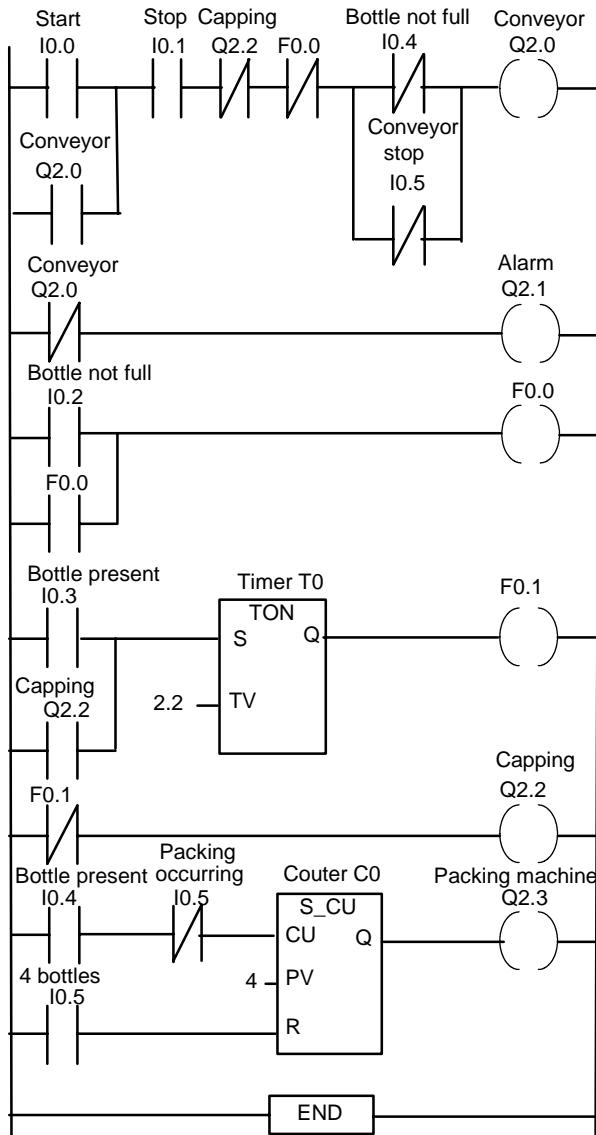 Start Stop Capping Bottle not full Conveyor
I0.0 I0.1 Q2.2 F0.0 I0.4 Q2.0
Conveyor
Q2.0
Conveyor
stop
I0.5
Conveyor
Q2.0
Alarm
Q2.1
Bottle not full
I0.2
F0.0
F0.0
Bottle present
I0.3
Timer T0
TON
S Q
TV
2.2
F0.1
Capping
Q2.2
F0.1
Capping
Q2.2
Bottle present
I0.4
Packing
occurring
I0.5
Couter C0
S_CU
CU Q
4 PV
R
Packing machine
Q2.3
4 bottles
I0.5
END